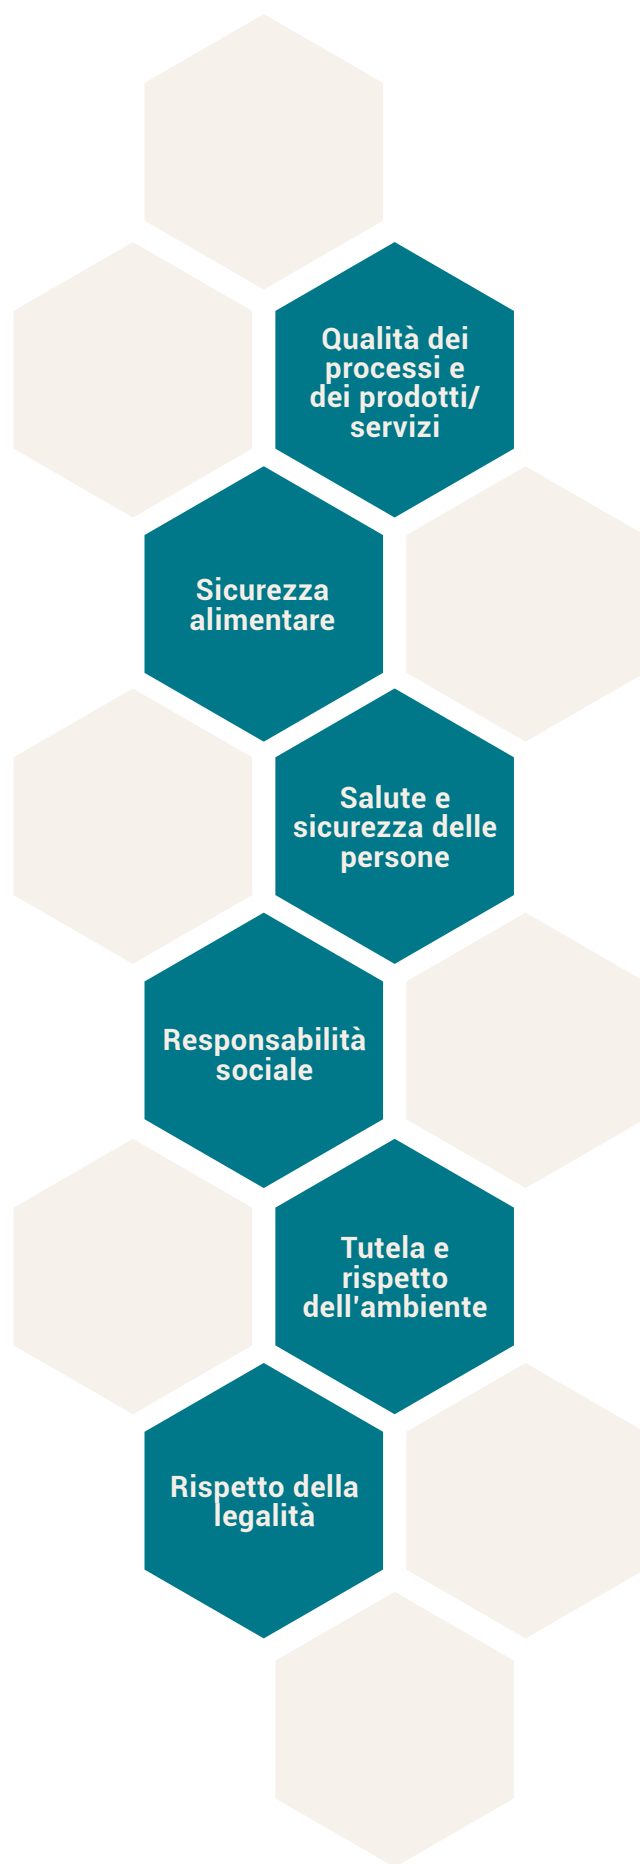 Qualità dei
processi e
dei prodotti/
servizi
Sicurezza
alimentare
Salute e
sicurezza delle
persone
Responsabilità
sociale
Tutela e
rispetto
dell'ambiente
Rispetto della
legalità